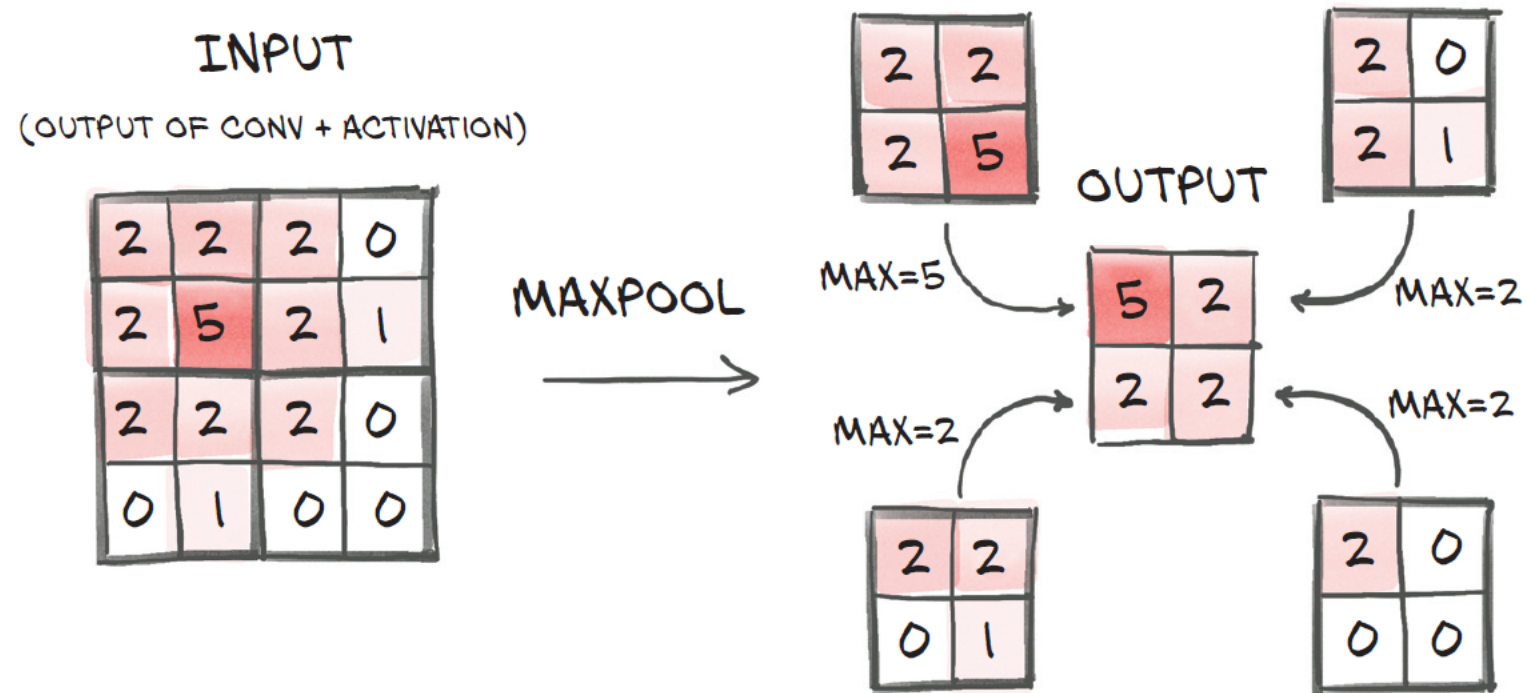 INPUT
(OUTPUT OF CONV + ACTIVATION)
2 2 2 0
2 5 2 1
2 2 2 0
0 1 0 0
MAXPOOL
2 2
2 5
MAX=5
2 0
2 1
MAX=2
OUTPUT
5 2
2 2
MAX=2
2 2
0 1
MAX=2
2 0
0 0